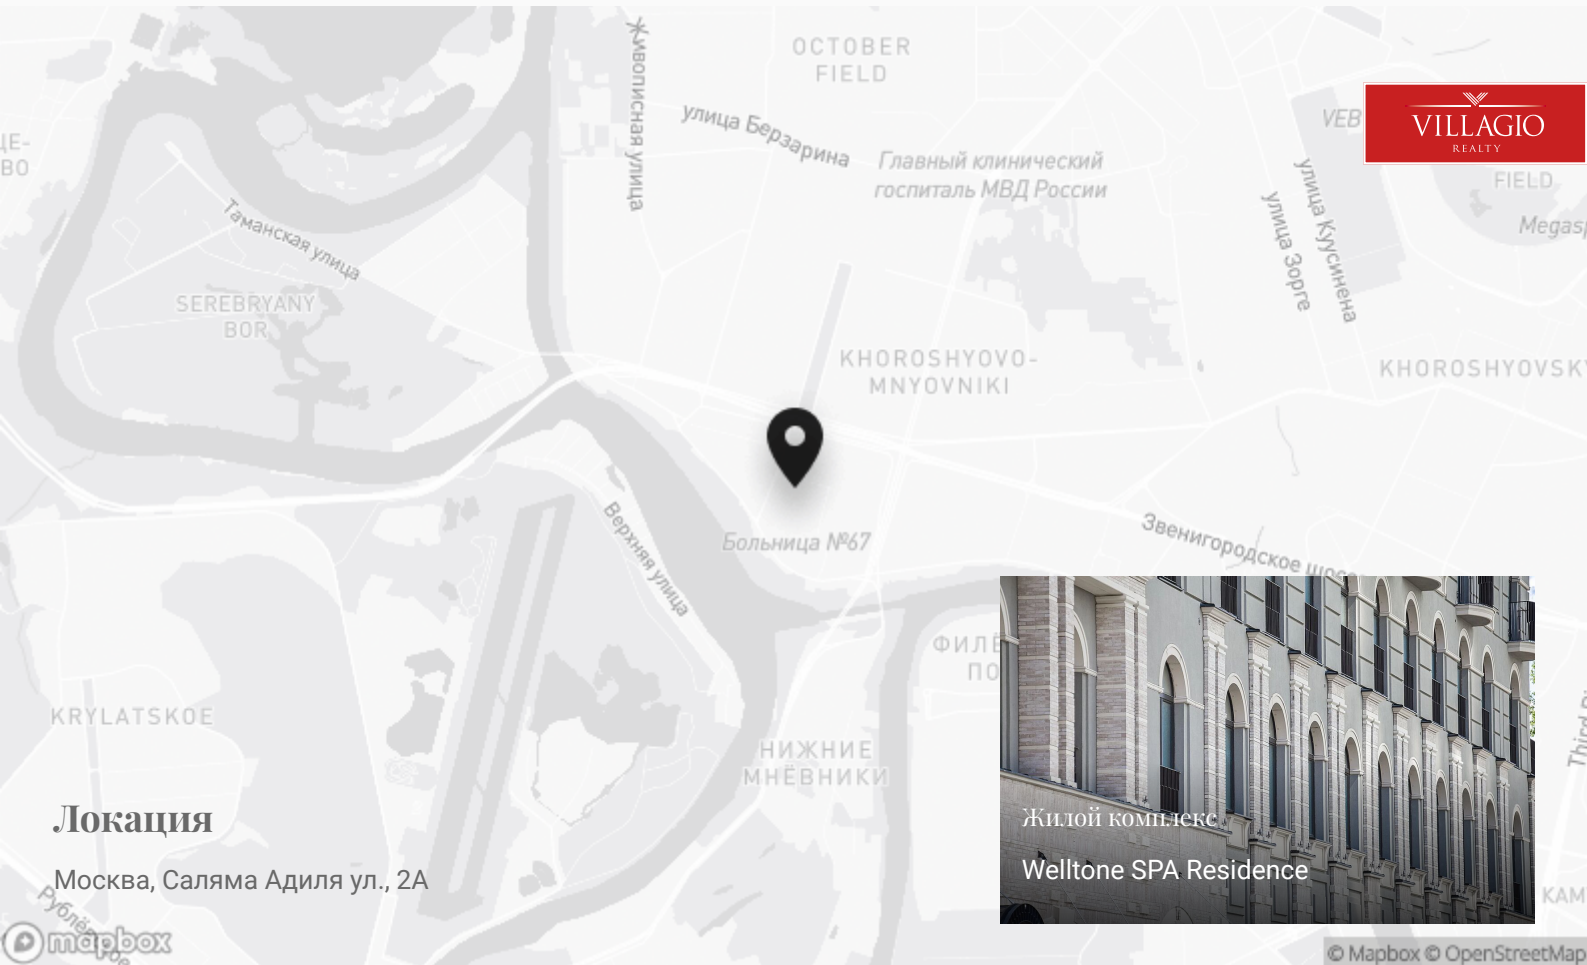 OCTOBER
FIELD
Живописная улица
улица Берзарина
Главный клинический
госпиталь МВД России
VEB
VILLAGIO
REALTY
FIELD
улица Куусинена
улица Зорге
Таманская улица
SEREBRYANY
BOR
KHOROSHYOVO-
MNYOVNIKI
Больница №67
Верхняя улица
Звенигородское
KRYLATSKOE
НИЖНИЕ
МНЁВНИКИ
Third
Локация
Москва, Саляма Адиля ул., 2А
Жилой комплекс
Welltone SPA Residence
mapbox
© Mapbox © OpenStreetMap